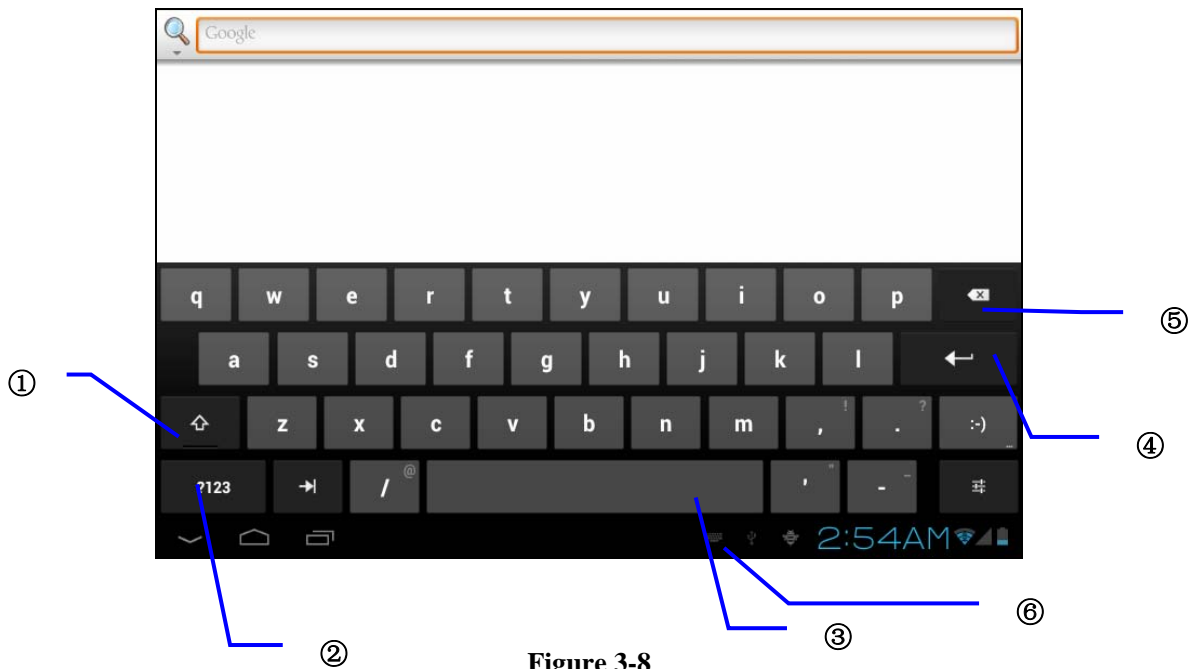 Google
q w e r t y u i o p
⑤
a s d f g h j k l
①
z x c v b n m , ! . ? :-) ...
④
?123 / @ ' " - _
2:54AM
⑥
③
②
Figure 3-8